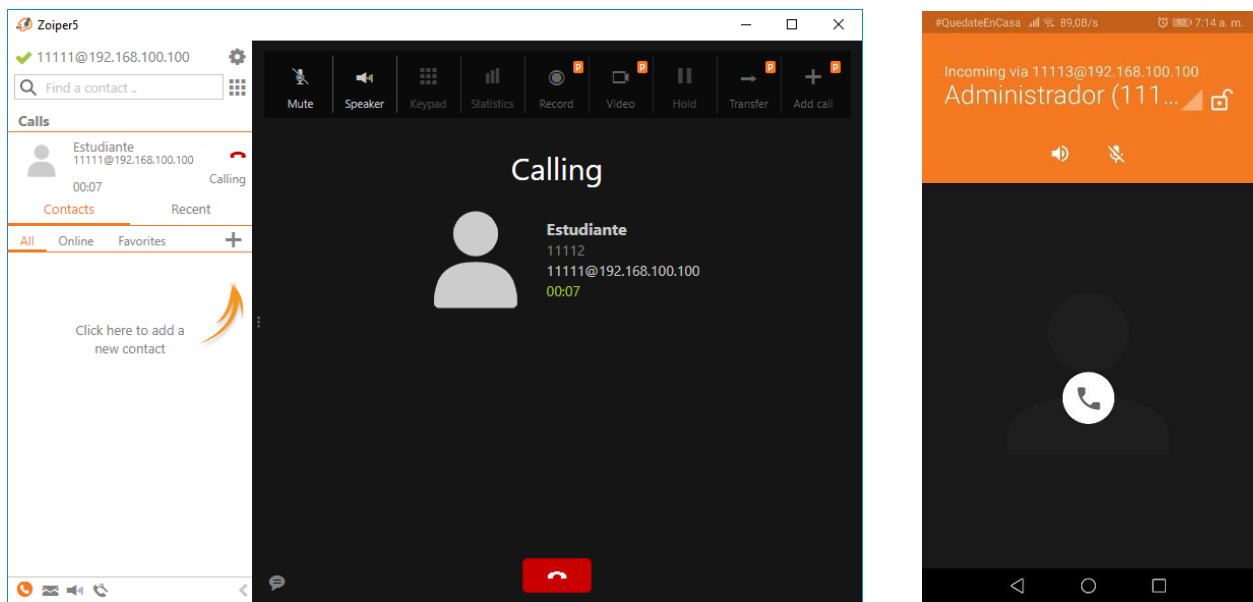 Zoiper5
11111@192.168.100.100
Find a contact ..
Calls
Estudiante
11111@192.168.100.100
00:07
Calling
Contacts
Recent
All
Online
Favorites
Click here to add a
new contact
Mute
Speaker
Keypad
Statistics
Record
P
Video
P
Hold
Transfer
P
Add call
P
Calling
Estudiante
11112
11111@192.168.100.100
00:07
#QuedateEnCasa
89,0B/s
7:14 a. m.
Incoming via 11113@192.168.100.100
Administrador (111...